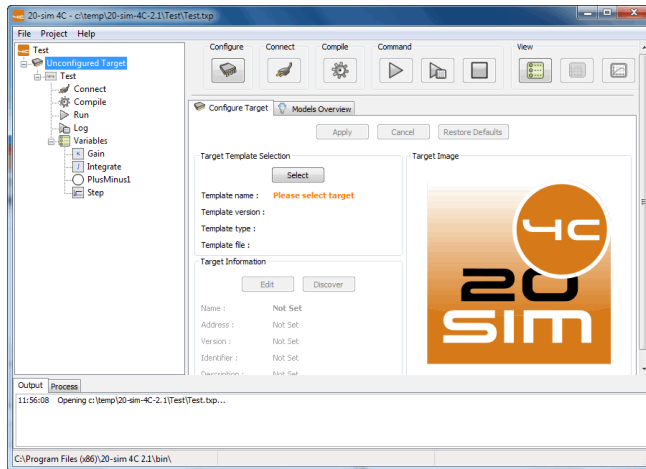 20-sim 4C - c:\temp\20-sim-4C-2.1\Test\Test.txp
File Project Help
Test
Unconfigured Target
Test
Connect
Compile
Run
Log
Variables
Gain
Integrate
PlusMinus1
Step
Configure Connect Compile Command View
Configure Target Models Overview
Apply Cancel Restore Defaults
Target Template Selection
Select
Template name : Please select target
Template version :
Template type :
Template file :
Target Information
Edit Discover
Name : Not Set
Address : Not Set
Version : Not Set
Identifier : Not Set
Description : Not Set
Target Image
4C
20
SIM
Output Process
11:56:08 Opening c:\temp\20-sim-4C-2.1\Test\Test.txp...
C:\Program Files (x86)\20-sim 4C 2.1\bin\